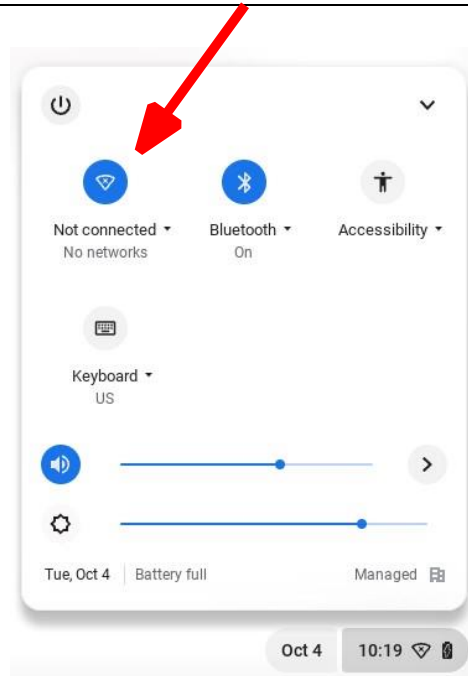 Not connected Bluetooth Accessibility
No networks On
Keyboard
US
Tue, Oct 4 Battery full Managed
Oct 4 10:19